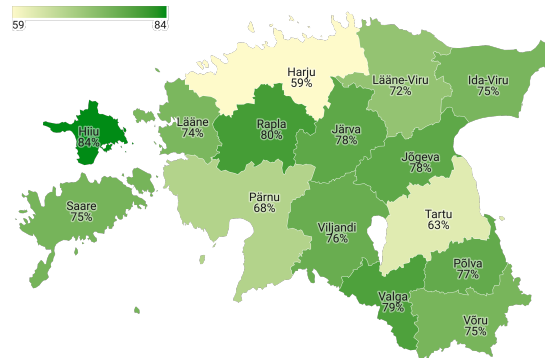 59 84
Harju
59%
Lääne-Viru
72%
Ida-Viru
75%
Hiiu
84%
Lääne
74%
Rapla
80%
Järva
78%
Jõgeva
78%
Saare
75%
Pärnu
68%
Viljandi
76%
Tartu
63%
Põlva
77%
Valga
79%
Võru
75%